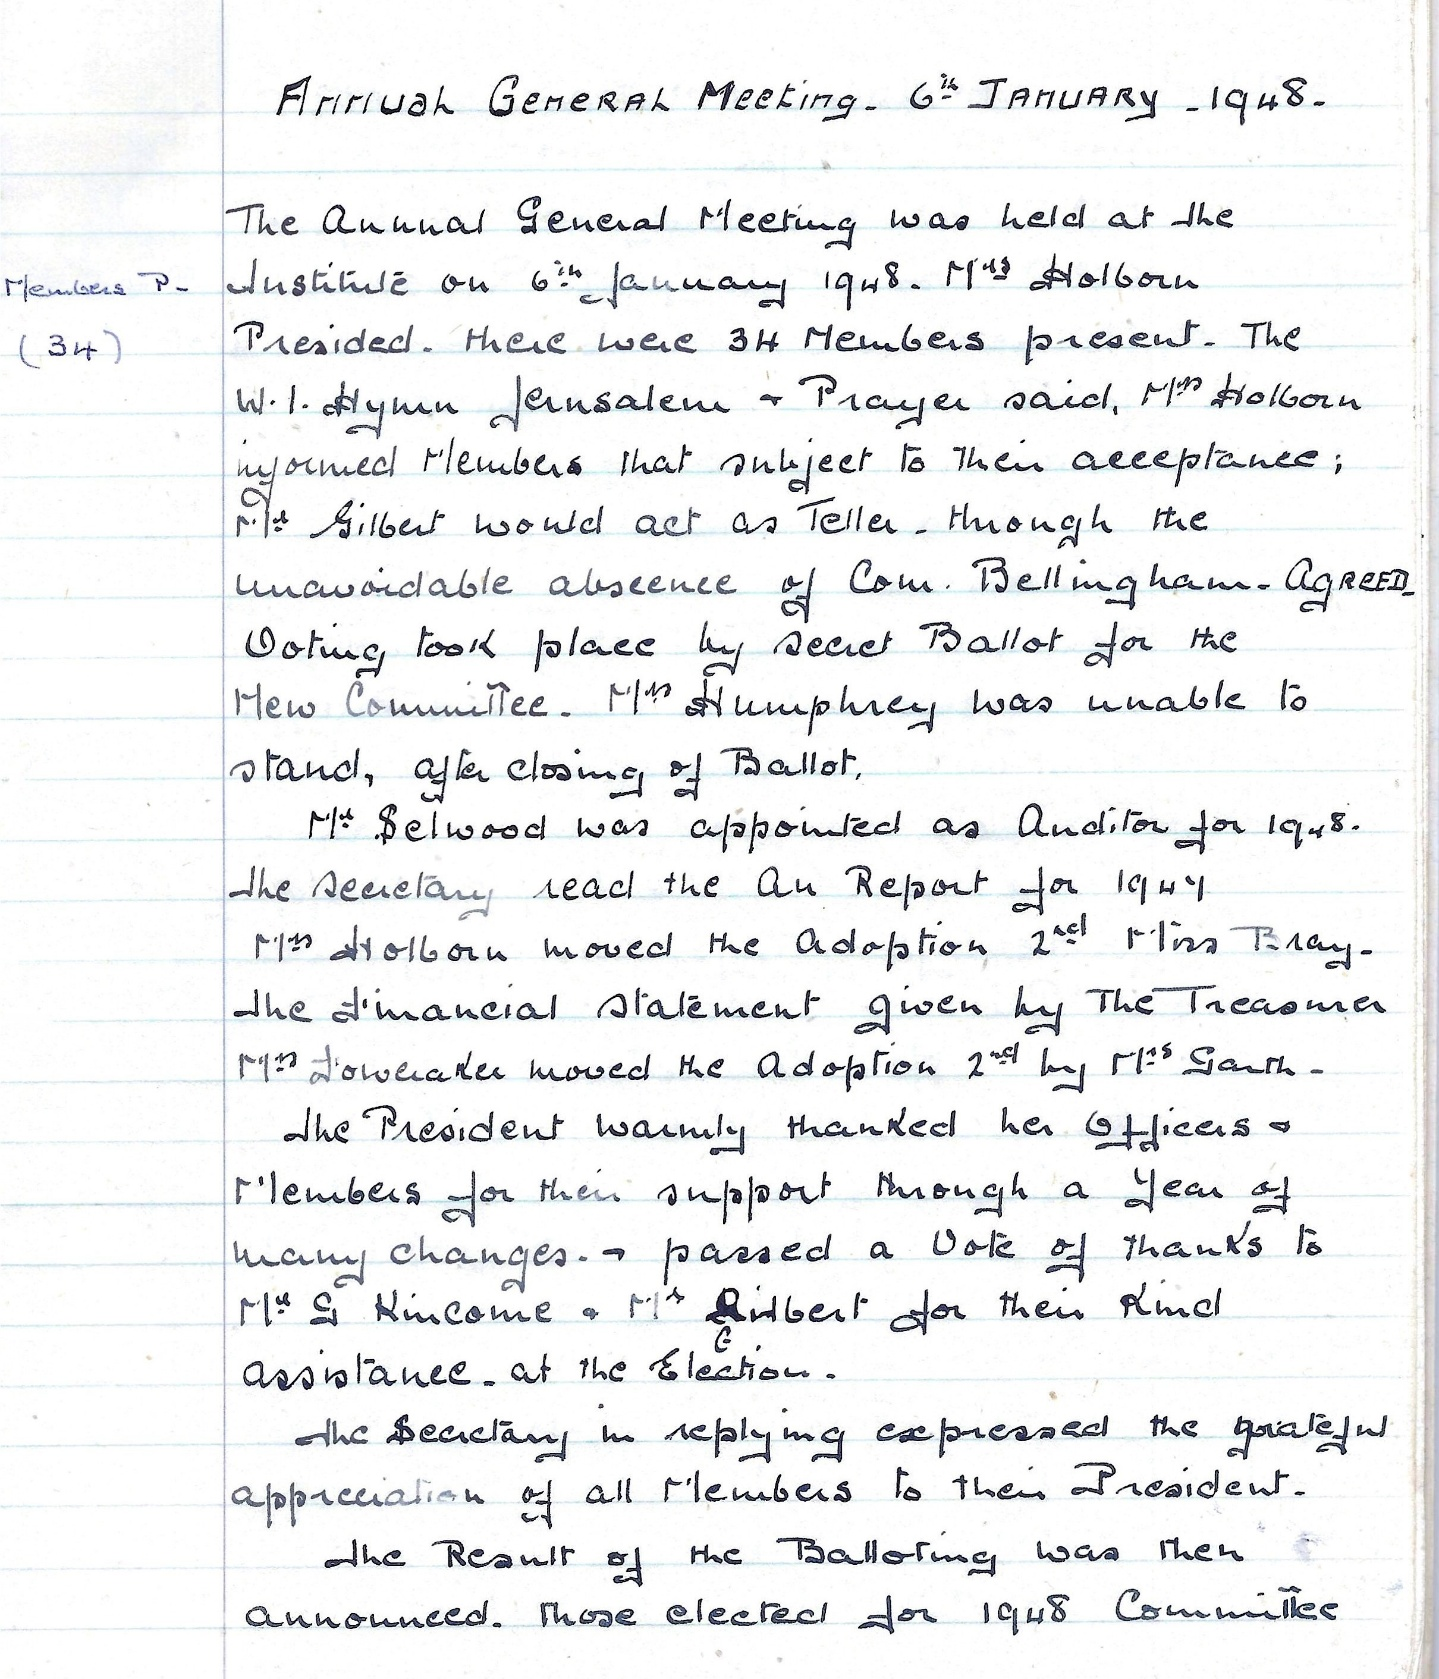 Annual General Meeting. 6th January - 1948.
The Annual General Meeting was held at the
Members P- Institute on 6th January 1948. Mrs Holborn
(34) Presided. there were 34 Members present. The
W.I. Hymn Jerusalem & Prayer said, Mrs Holborn
informed Members that subject to their acceptance;
Mr Gilbert would act as Teller - through the
unavoidable abscence of Com. Bellingham - AGREED.
Voting took place by secret Ballot for the
New Committee. Mrs Humphrey was unable to
stand, after closing of Ballot.
Mr Selwood was appointed as Auditor for 1948.
The Secretary read the An Report for 1947
Mrs Holborn moved the Adoption 2nd Miss Bray.
The Financial Statement given by The Treasurer
Mrs Foweraker moved the Adoption 2nd by Mrs Garth -
The President warmly thanked her Officers &
Members for their support through a Year of
many changes. & passed a Vote of thanks to
Mr G Kincome & Mr Gilbert for their Kind
assistance - at the Election.
The Secretary in replying expressed the grateful
appreciation of all Members to their President.
The Result of the Balloting was then
announced. Those elected for 1948 Committee